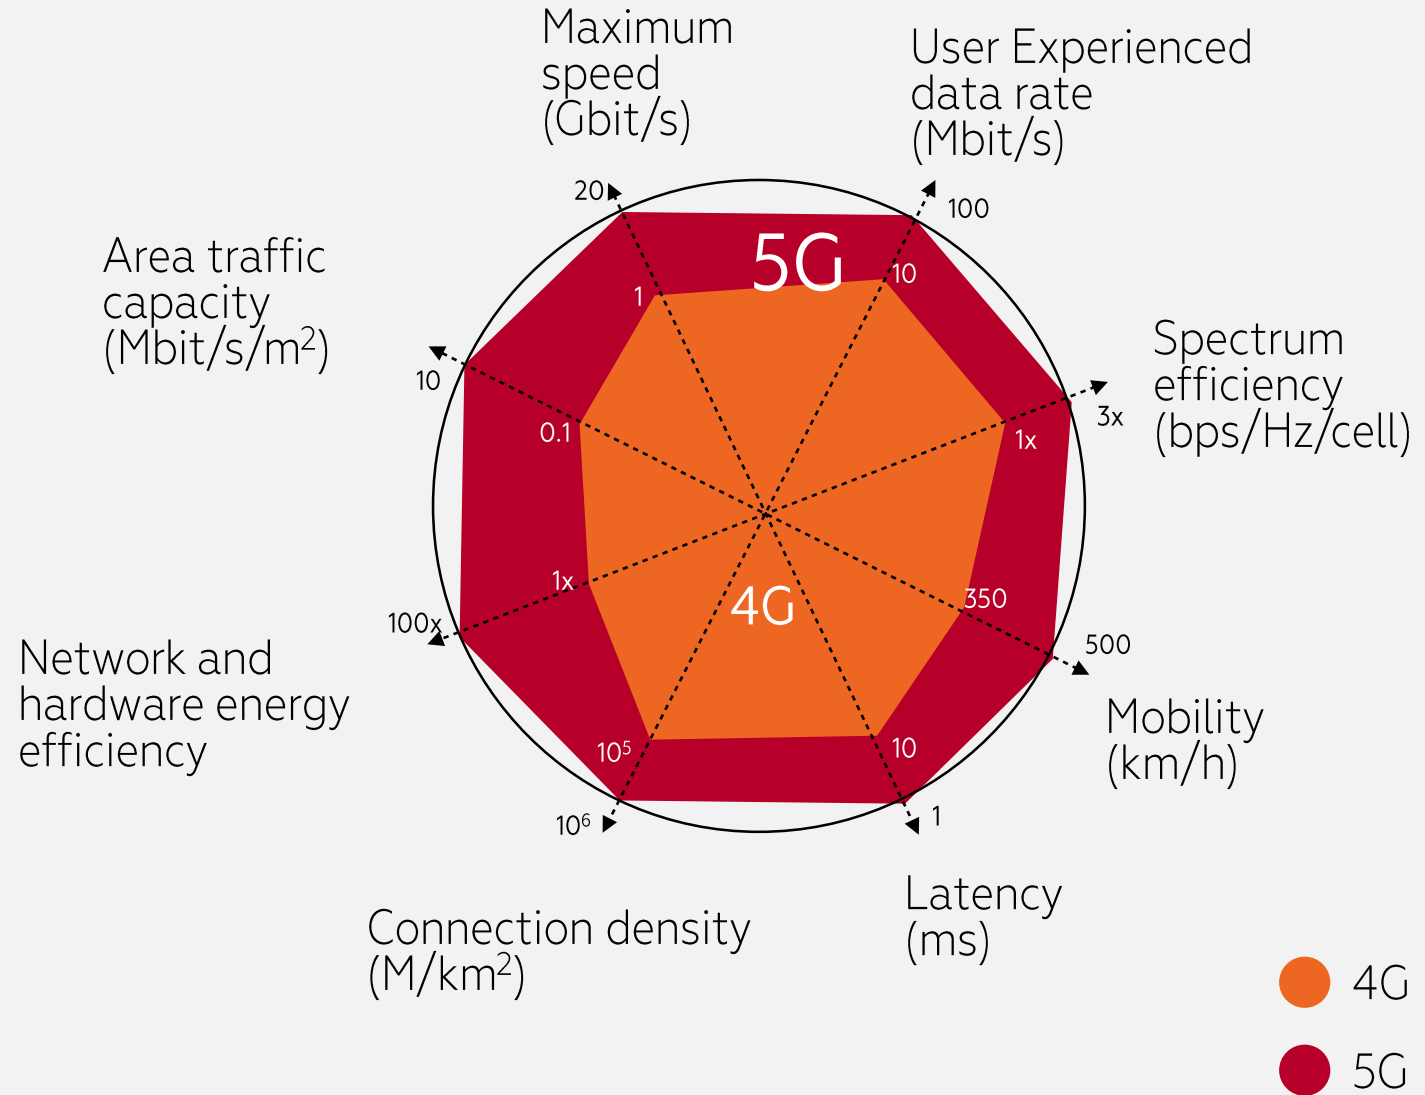 Maximum
speed
(Gbit/s)
User Experienced
data rate
(Mbit/s)
20
100
5G
Area traffic
capacity
(Mbit/s/m²)
10
1
10
Spectrum
efficiency
(bps/Hz/cell)
3x
0.1
1x
1x
4G
350
100x
500
Network and
hardware energy
efficiency
Mobility
(km/h)
10⁵
10
10⁶
1
Latency
(ms)
Connection density
(M/km²)
4G
5G